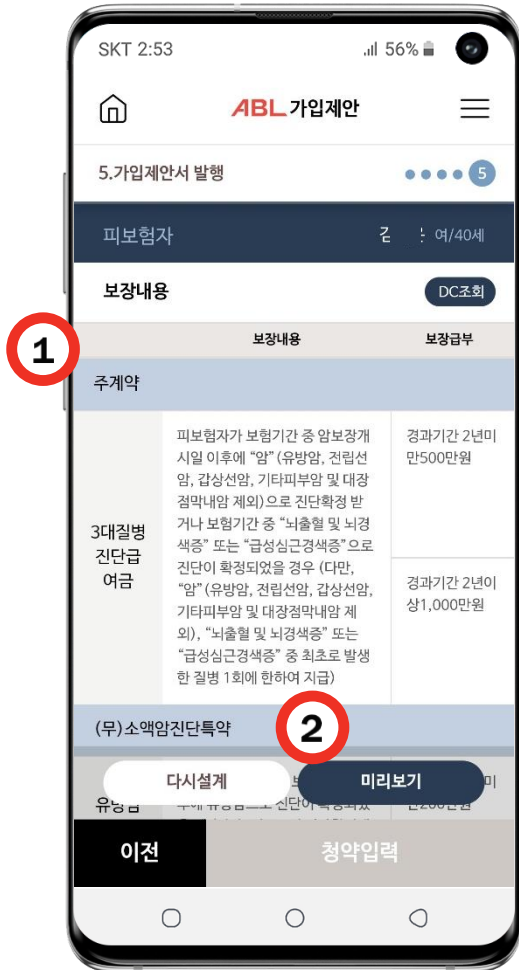 SKT 2:53
56%
ABL 가입제안
5.가입제안서 발행
5
피보험자
여/40세
보장내용
DC조회
1
보장내용
보장급부
주계약
3대질병
진단급
여금
피보험자가 보험기간 중 암보장개
시일 이후에 “암”(유방암, 전립선
암, 갑상선암, 기타피부암 및 대장
점막내암 제외)으로 진단확정 받
거나 보험기간 중 “뇌출혈 및 뇌경
색증” 또는 “급성심근경색증”으로
진단이 확정되었을 경우 (다만,
“암”(유방암, 전립선암, 갑상선암,
기타피부암 및 대장점막내암 제
외), “뇌출혈 및 뇌경색증” 또는
“급성심근경색증” 중 최초로 발생
한 질병 1회에 한하여 지급)
경과기간 2년미
만500만원
경과기간 2년이
상1,000만원
(무)소액암진단특약
2
다시설계
미리보기
이전
청약입력